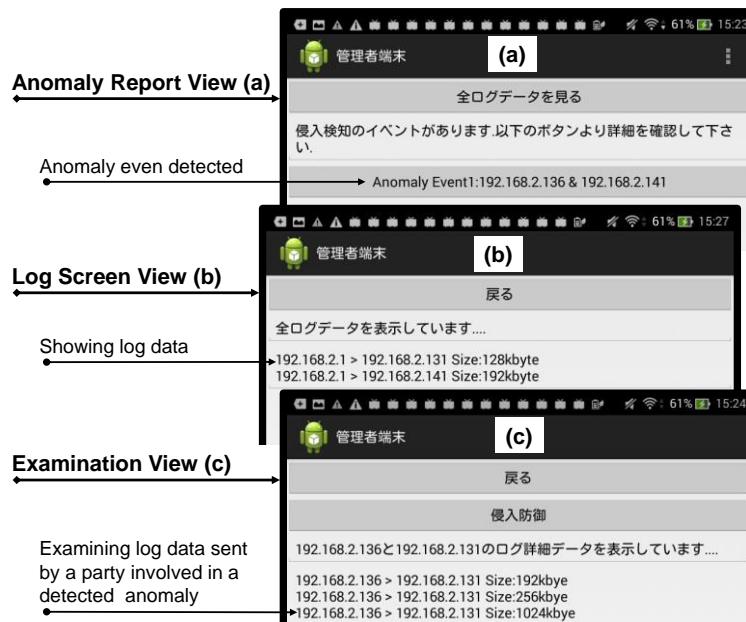 61% 15:23
管理者端末
(a)
Anomaly Report View (a)
全ログデータを見る
侵入検知のイベントがあります.以下のボタンより詳細を確認して下さ
い.
Anomaly even detected
Anomaly Event1:192.168.2.136 & 192.168.2.141
61% 15:27
管理者端末
(b)
Log Screen View (b)
戻る
全ログデータを表示しています....
Showing log data
192.168.2.1 > 192.168.2.131 Size:128kbyte
192.168.2.1 > 192.168.2.141 Size:192kbyte
61% 15:24
管理者端末
(c)
Examination View (c)
戻る
侵入防御
192.168.2.136と192.168.2.131のログ詳細データを表示しています....
Examining log data sent
by a party involved in a
detected anomaly
192.168.2.136 > 192.168.2.131 Size:192kbye
192.168.2.136 > 192.168.2.131 Size:256kbye
192.168.2.136 > 192.168.2.131 Size:1024kbye